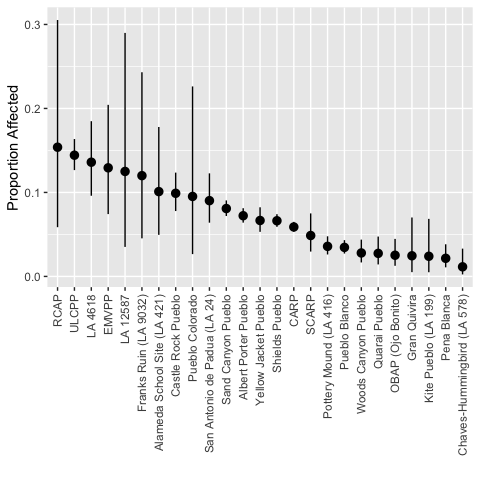 Proportion Affected
0.3
0.2
0.1
0.0
RCAP
ULCPP
LA 4618
EMVPP
LA 12587
Franks Ruin (LA 9032)
Alameda School Site (LA 421)
Castle Rock Pueblo
Pueblo Colorado
San Antonio de Padua (LA 24)
Sand Canyon Pueblo
Albert Porter Pueblo
Yellow Jacket Pueblo
Shields Pueblo
CARP
SCARP
Pottery Mound (LA 416)
Pueblo Blanco
Woods Canyon Pueblo
Quarai Pueblo
OBAP (Ojo Bonito)
Gran Quivira
Kite Pueblo (LA 199)
Pena Blanca
Chaves-Hummingbird (LA 578)